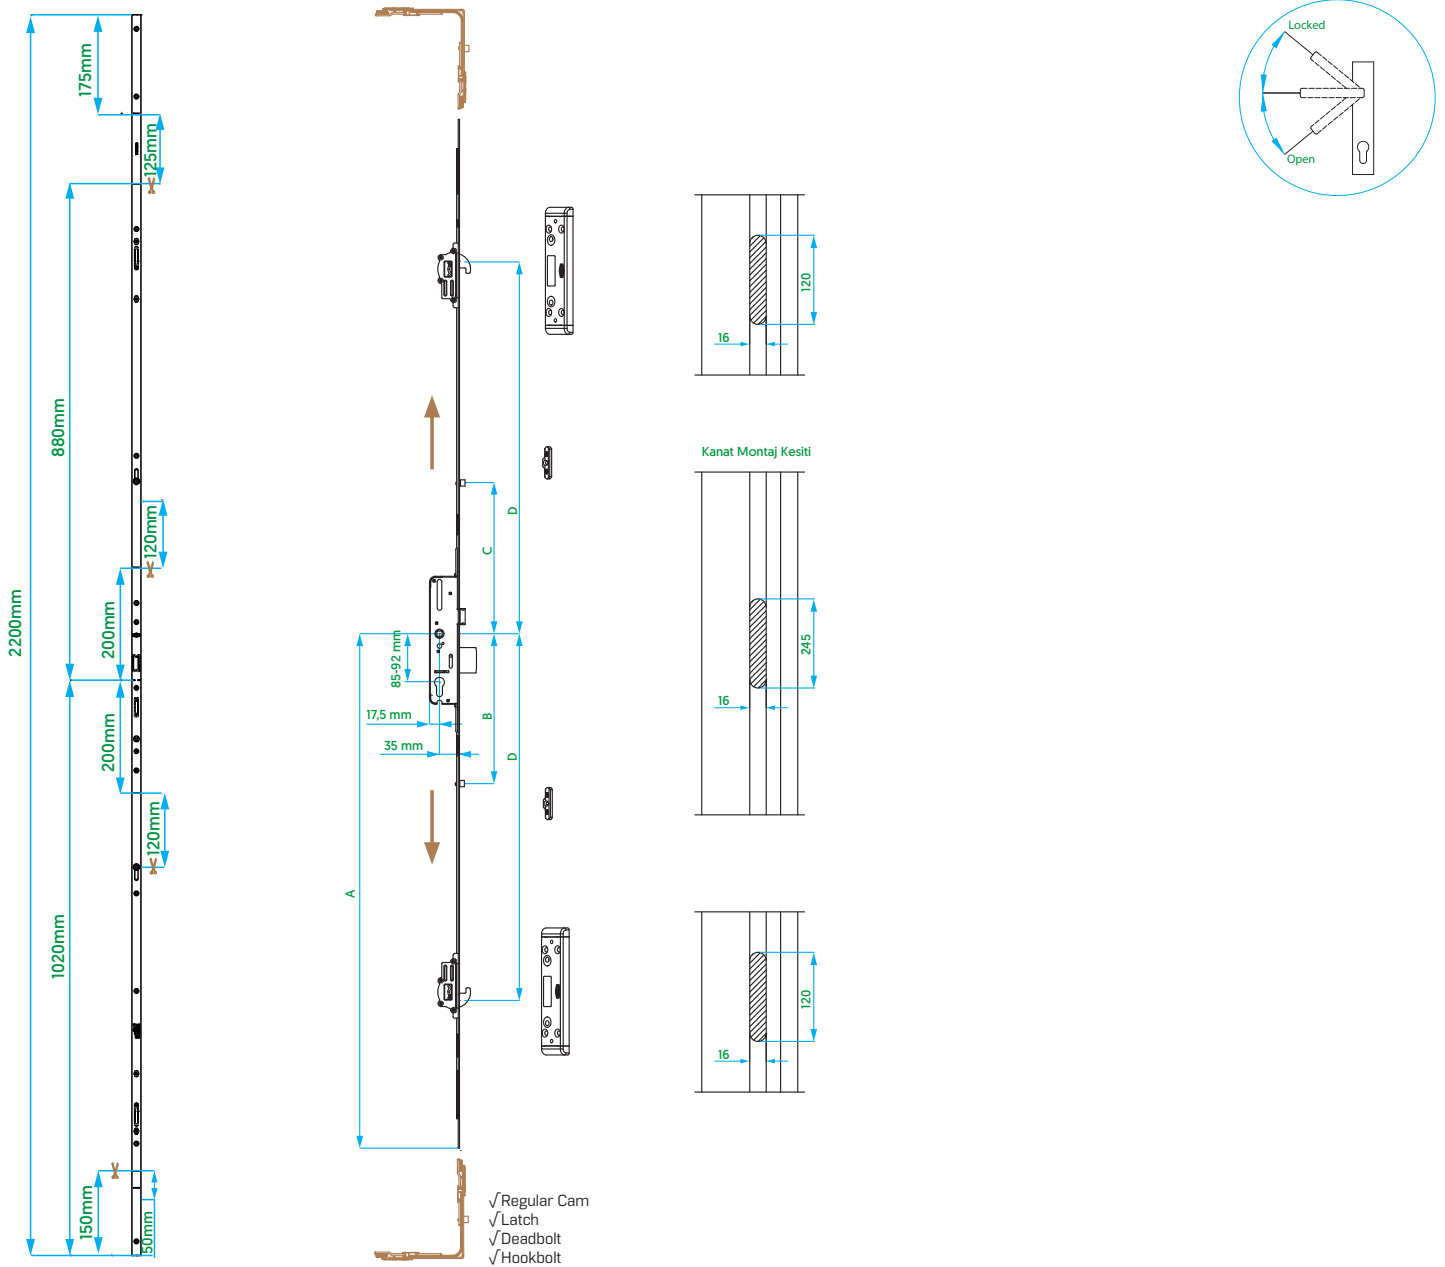 2200mm
175mm
125mm
880mm
120mm
200mm
200mm
120mm
1020mm
150mm
50mm
D
C
85-92 mm
17,5 mm
35 mm
B
D
A
√Regular Cam
√Latch
√Deadbolt
√Hookbolt
120
16
Kanat Montaj Kesiti
245
16
120
16
Locked
Open